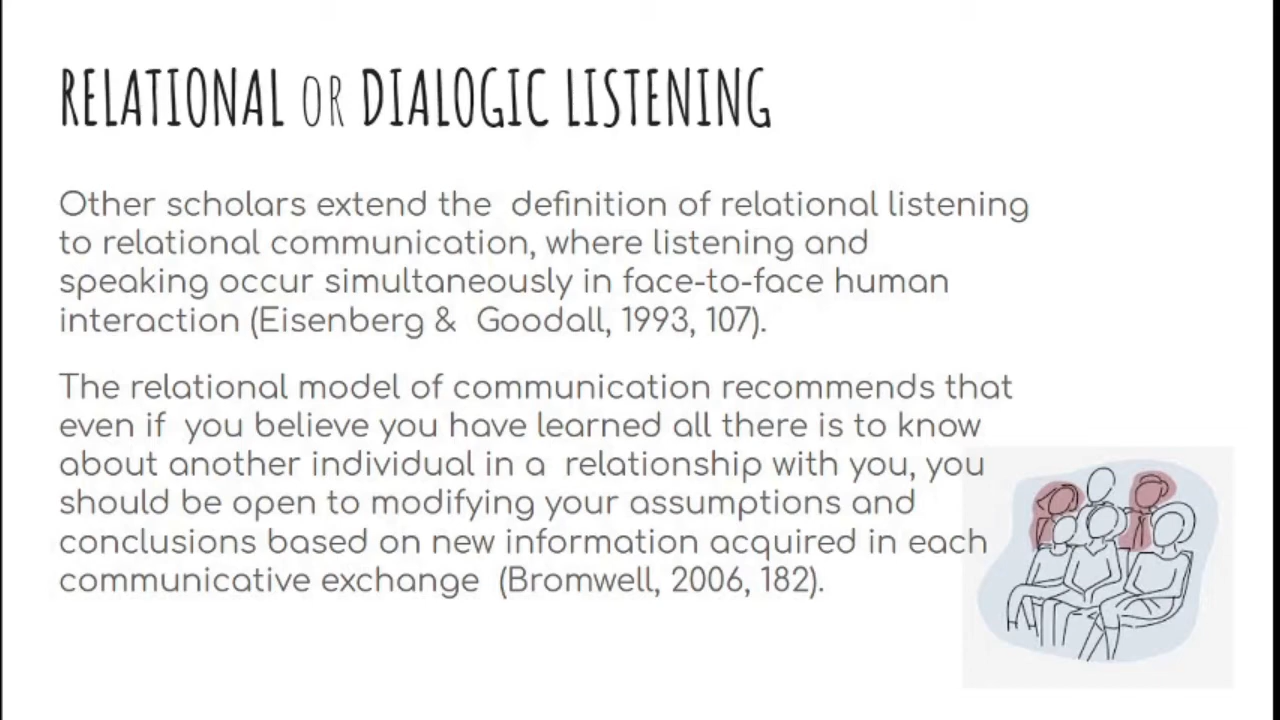 RELATIONAL OR DIALOGIC LISTENING
Other scholars extend the definition of relational listening
to relational communication, where listening and
speaking occur simultaneously in face-to-face human
interaction (Eisenberg & Goodall, 1993, 107).
The relational model of communication recommends that
even if you believe you have learned all there is to know
about another individual in a relationship with you, you
should be open to modifying your assumptions and
conclusions based on new information acquired in each
communicative exchange (Bromwell, 2006, 182).